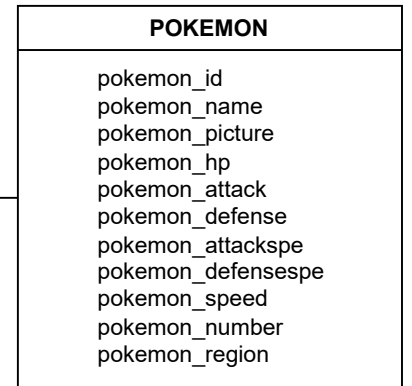 POKEMON
pokemon_id
pokemon_name
pokemon_picture
pokemon_hp
pokemon_attack
pokemon_defense
pokemon_attackspe
pokemon_defensespe
pokemon_speed
pokemon_number
pokemon_region